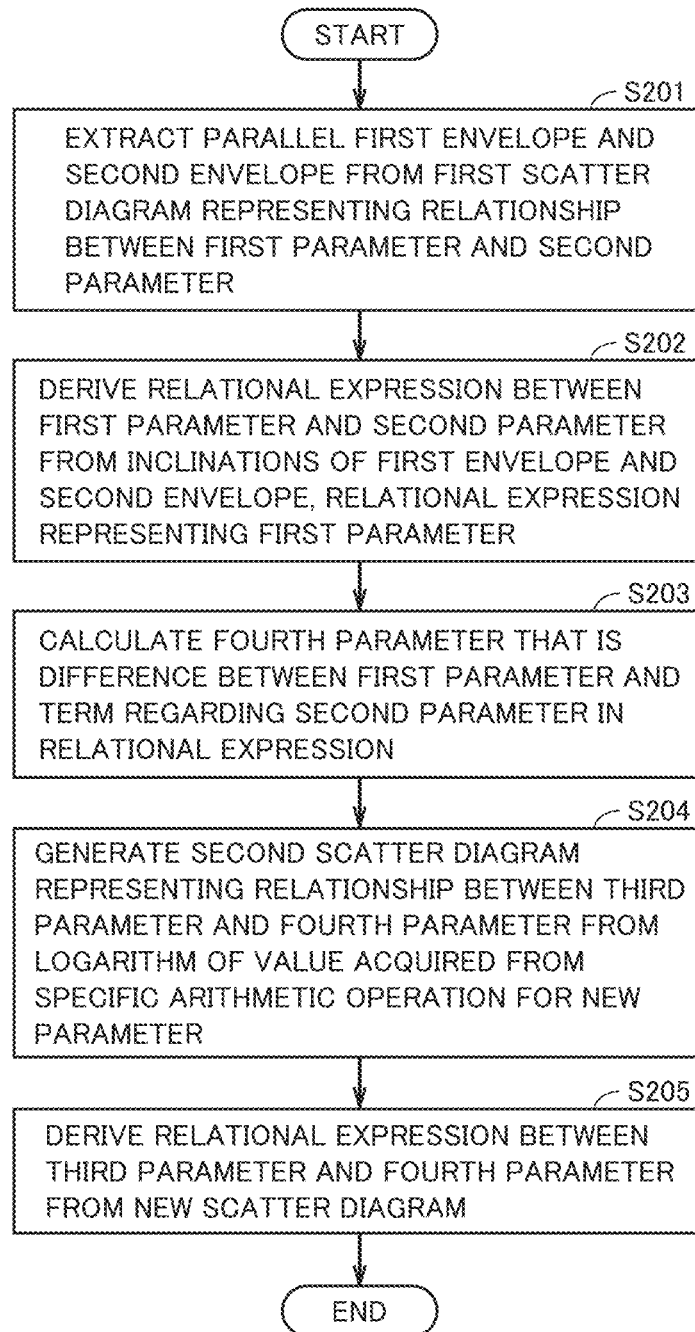 START
S201
EXTRACT PARALLEL FIRST ENVELOPE AND
SECOND ENVELOPE FROM FIRST SCATTER
DIAGRAM REPRESENTING RELATIONSHIP
BETWEEN FIRST PARAMETER AND SECOND
PARAMETER
S202
DERIVE RELATIONAL EXPRESSION BETWEEN
FIRST PARAMETER AND SECOND PARAMETER
FROM INCLINATIONS OF FIRST ENVELOPE AND
SECOND ENVELOPE, RELATIONAL EXPRESSION
REPRESENTING FIRST PARAMETER
S203
CALCULATE FOURTH PARAMETER THAT IS
DIFFERENCE BETWEEN FIRST PARAMETER AND
TERM REGARDING SECOND PARAMETER IN
RELATIONAL EXPRESSION
S204
GENERATE SECOND SCATTER DIAGRAM
REPRESENTING RELATIONSHIP BETWEEN THIRD
PARAMETER AND FOURTH PARAMETER FROM
LOGARITHM OF VALUE ACQUIRED FROM
SPECIFIC ARITHMETIC OPERATION FOR NEW
PARAMETER
S205
DERIVE RELATIONAL EXPRESSION BETWEEN
THIRD PARAMETER AND FOURTH PARAMETER
FROM NEW SCATTER DIAGRAM
END